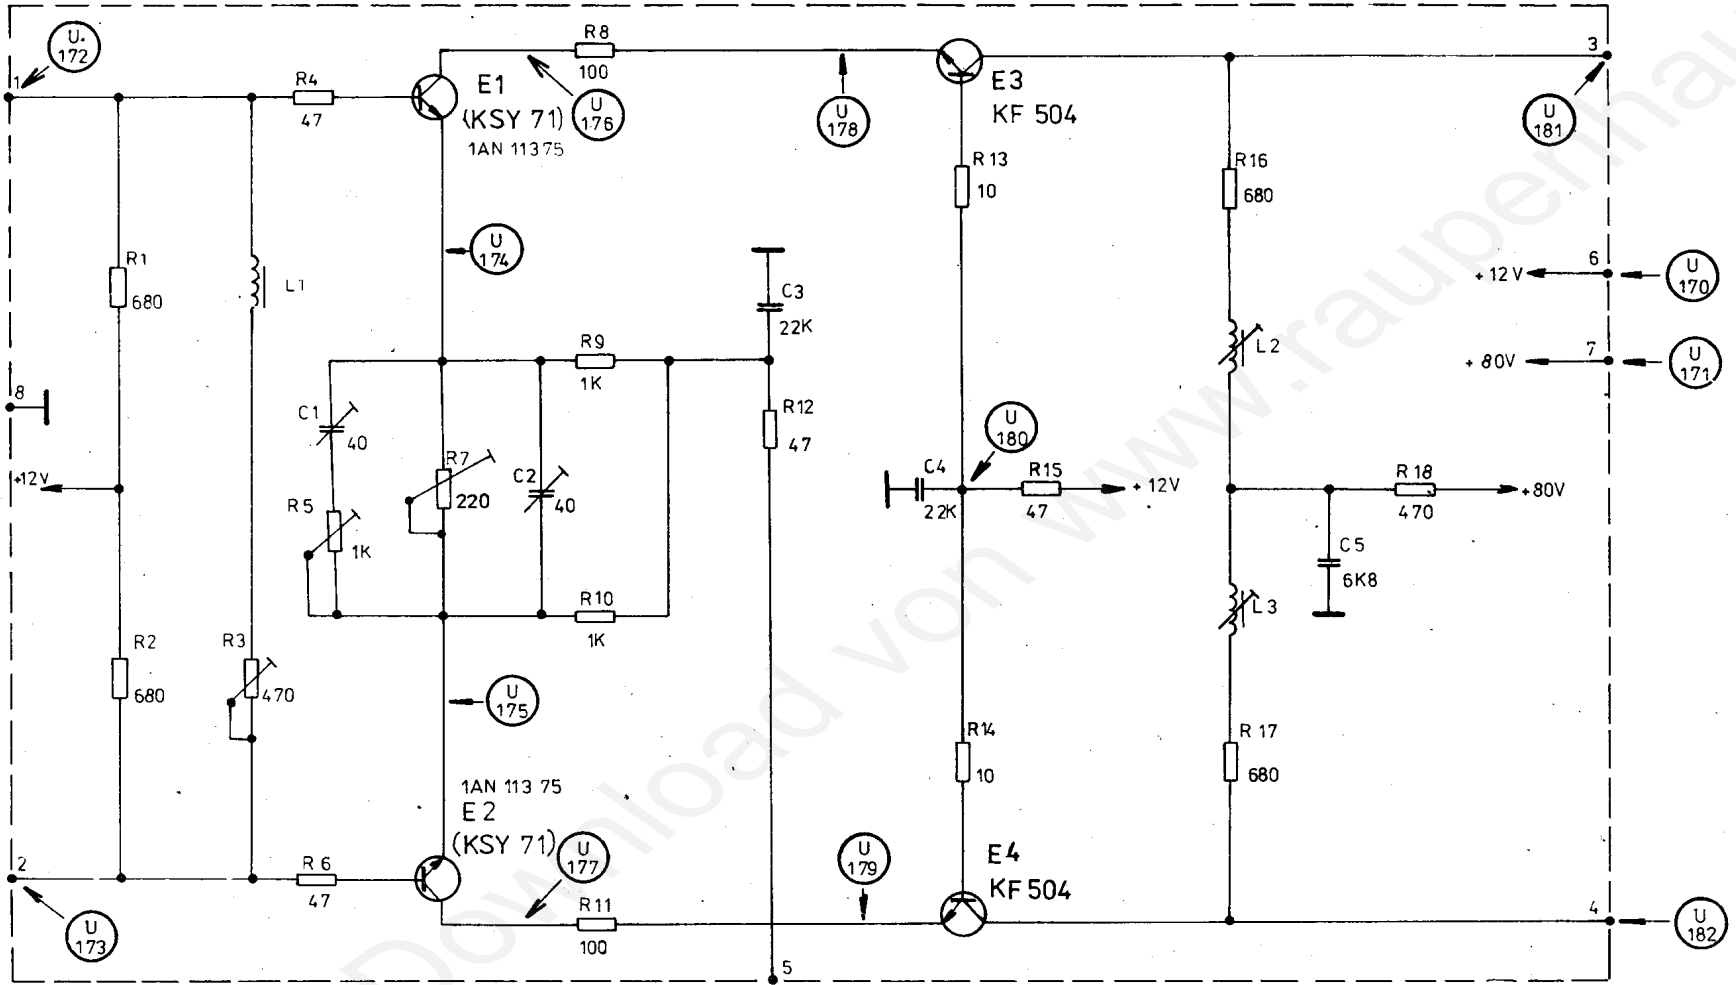 U.
172
1
R4
47
E1
(KSY 71)
1AN 11375
R8
100
U
176
U
178
E3
KF 504
3
U
181
R13
10
R16
680
U
174
R1
680
L1
C3
22K
6
+12V
U
170
L2
7
+ 80V
U
171
R9
1K
8
C1
40
R12
47
U
180
R7
220
C2
40
C4
22K
R15
47
+ 12V
R18
470
+80V
+12V
R5
1K
C5
6K8
L3
R10
1K
R2
680
R3
470
U
175
R14
10
R 17
680
1AN 113 75
E 2
(KSY 71)
U
177
U
179
E4
KF 504
2
R 6
47
R11
100
4
U
173
U
182
5
Download von www.raupenhau